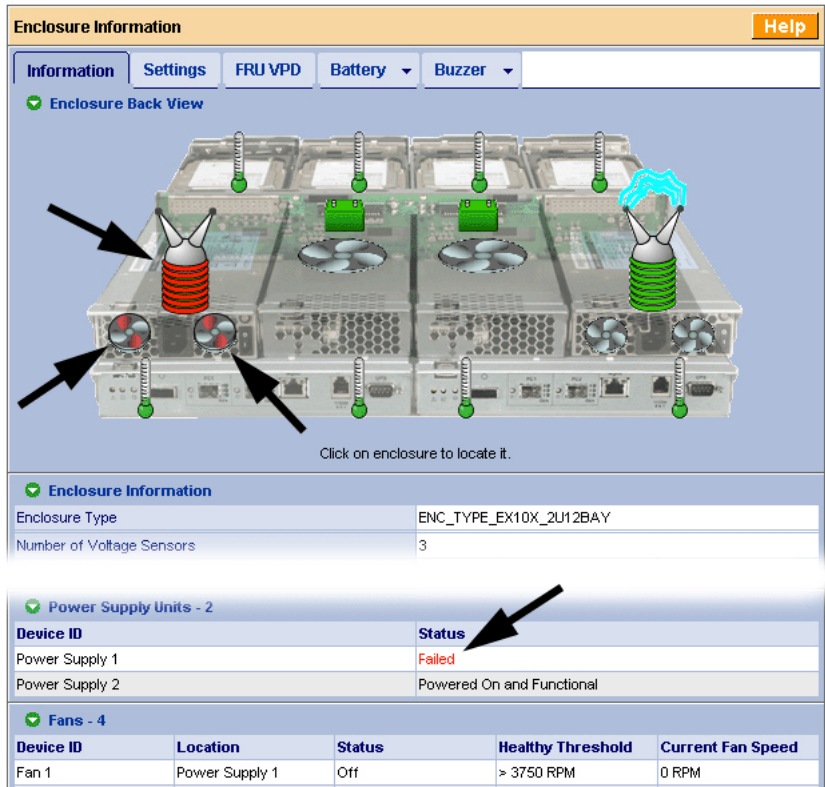 Enclosure Information Help
Information Settings FRU VPD Battery Buzzer
Enclosure Back View
Click on enclosure to locate it.
Enclosure Information
Enclosure Type ENC_TYPE_EX10X_2U12BAY
Number of Voltage Sensors 3
Power Supply Units - 2
Device ID Status
Power Supply 1 Failed
Power Supply 2 Powered On and Functional
Fans - 4
Device ID Location Status Healthy Threshold Current Fan Speed
Fan 1 Power Supply 1 Off > 3750 RPM 0 RPM